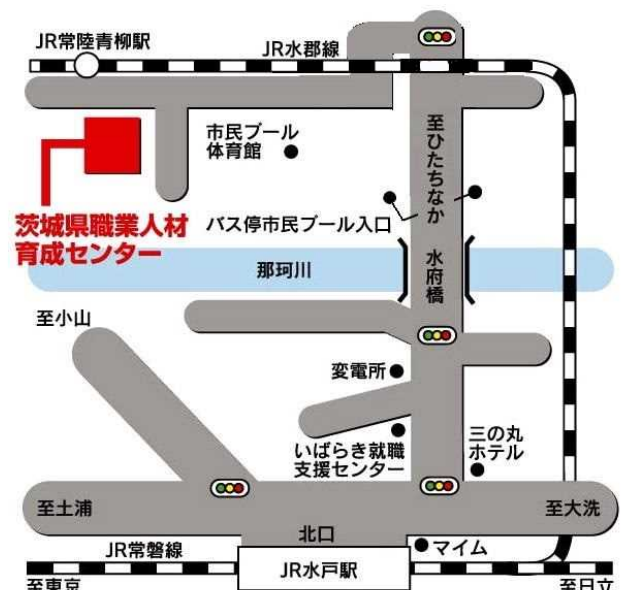 JR常陸青柳駅
JR水郡線
至ひたちなか
市民プール
体育館
茨城県職業人材
育成センター
バス停市民プール入口
那珂川
水府橋
至小山
変電所
いばらき就職
支援センター
三の丸
ホテル
至土浦
至大洗
北口
JR常磐線
マイム
JR水戸駅
至東京
至日立